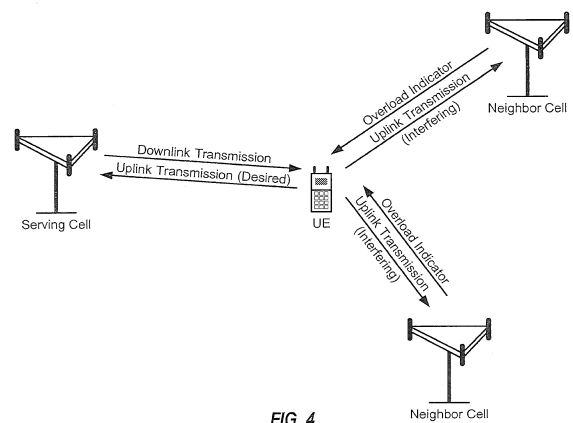 Overload Indicator
Uplink Transmission
(Interfering)
Neighbor Cell
Downlink Transmission
Uplink Transmission (Desired)
Serving Cell
UE
Overload Indicator
Uplink Transmission
(Interfering)
Neighbor Cell
FIG. 4